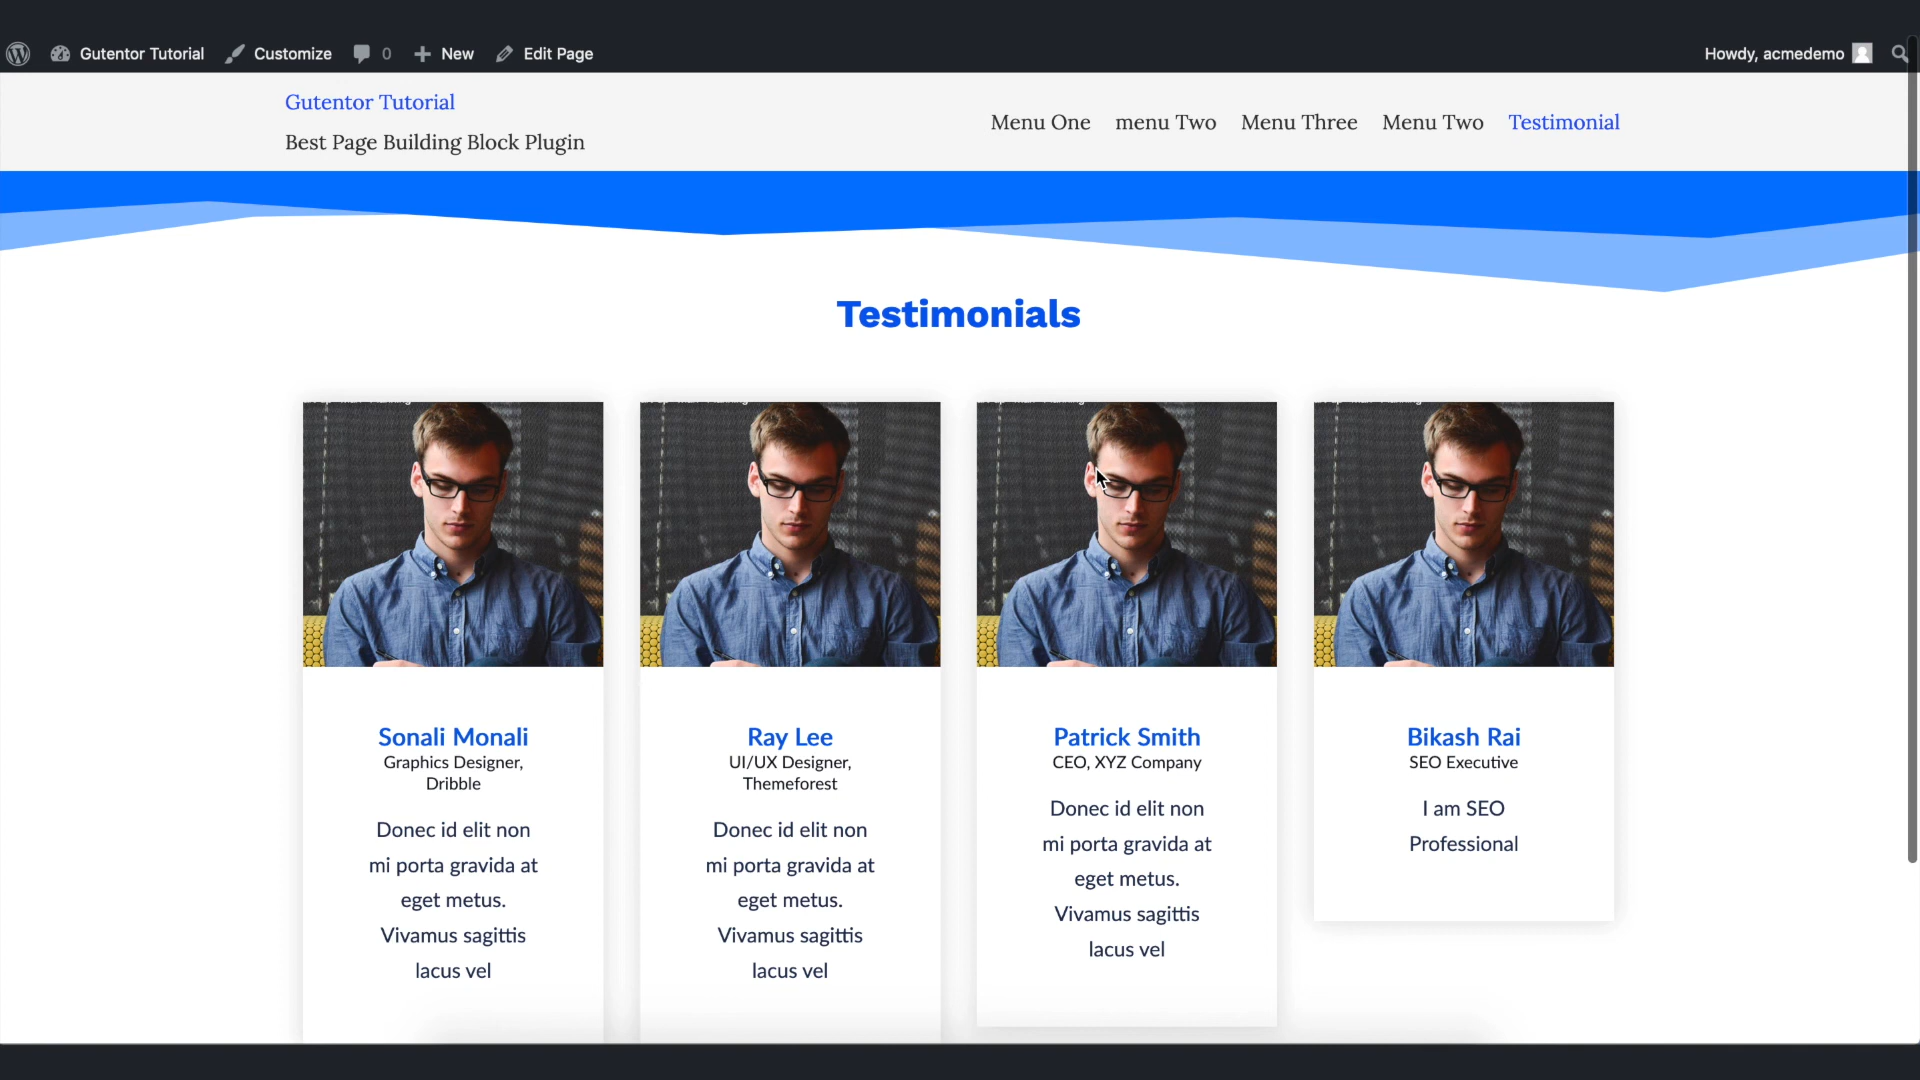 Gutentor Tutorial Customize 0 New Edit Page Howdy, acmedemo
Gutentor Tutorial
Best Page Building Block Plugin
Menu One menu Two Menu Three Menu Two Testimonial
Testimonials
Sonali Monali
Graphics Designer,
Dribble
Donec id elit non
mi porta gravida at
eget metus.
Vivamus sagittis
lacus vel
Ray Lee
UI/UX Designer,
Themeforest
Donec id elit non
mi porta gravida at
eget metus.
Vivamus sagittis
lacus vel
Patrick Smith
CEO, XYZ Company
Donec id elit non
mi porta gravida at
eget metus.
Vivamus sagittis
lacus vel
Bikash Rai
SEO Executive
I am SEO
Professional